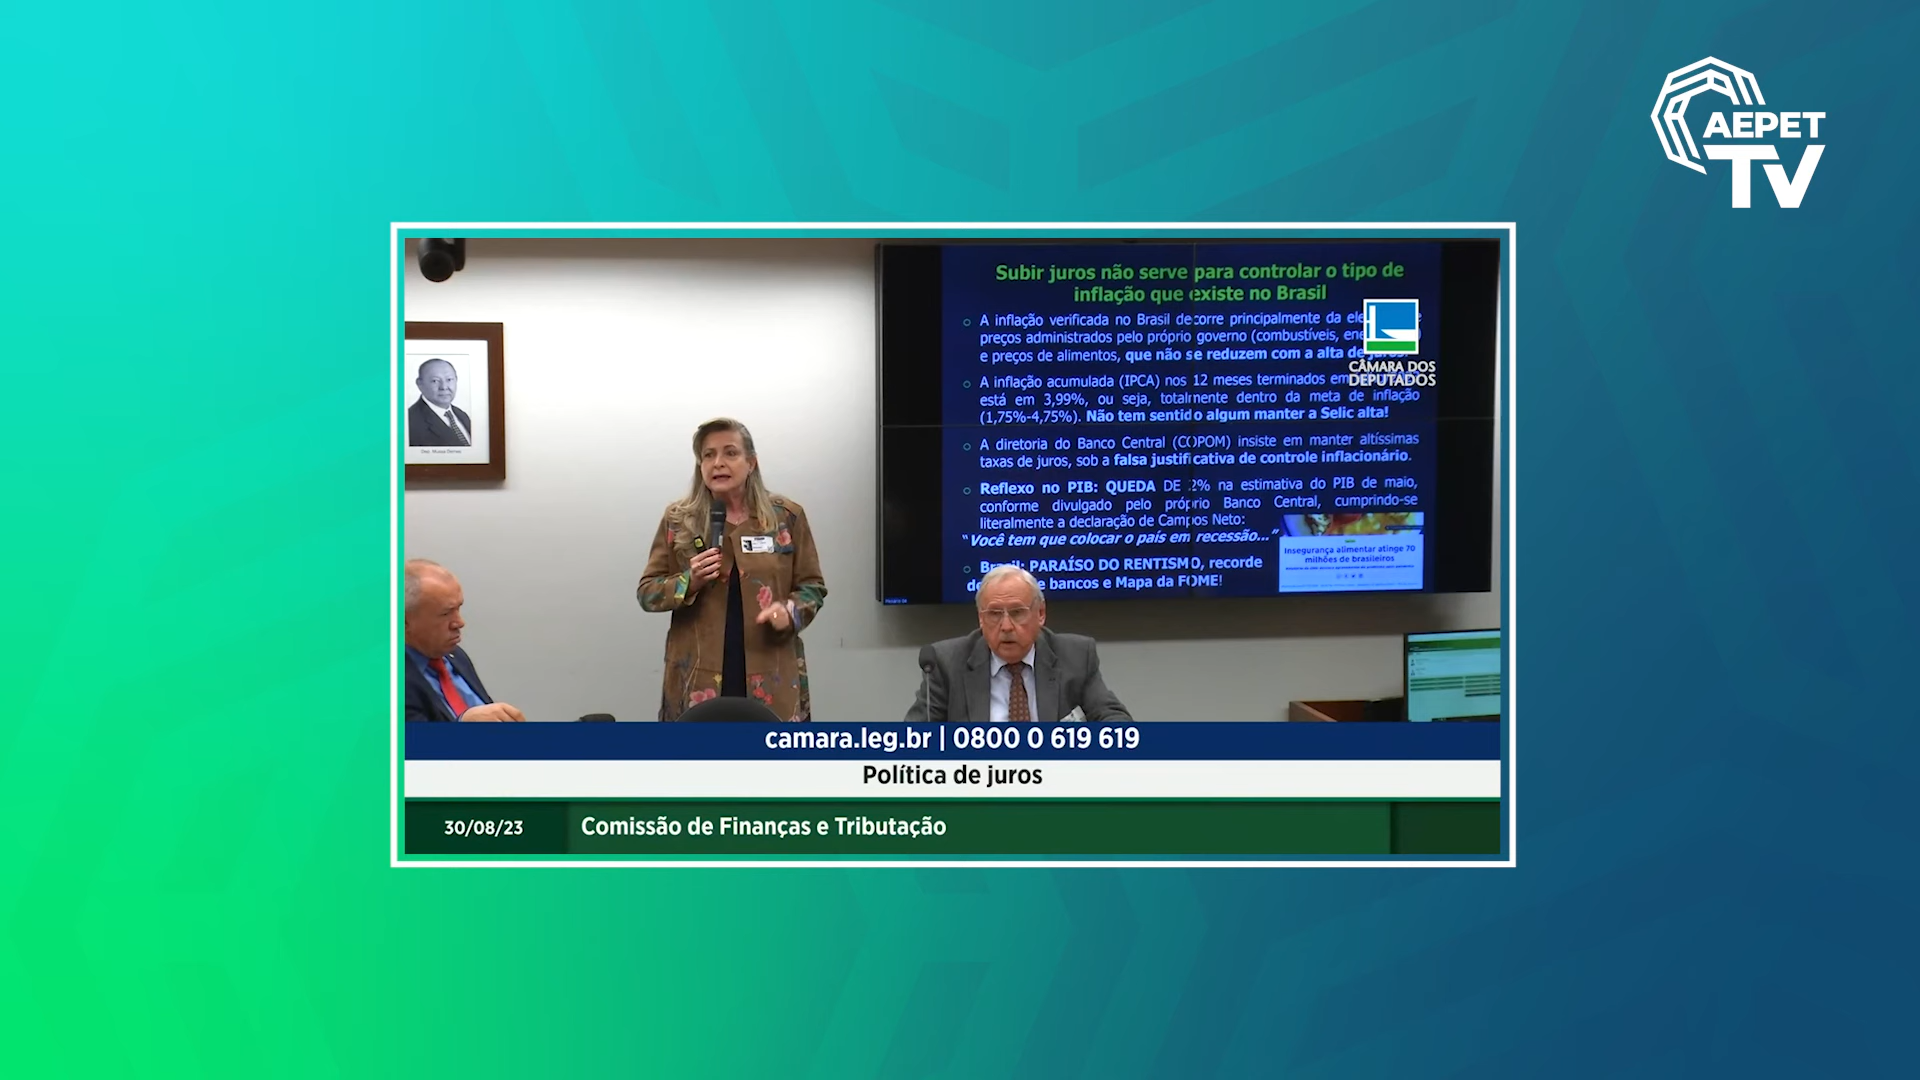 AEPET
TV
Subir juros não serve para controlar o tipo de
inflação que existe no Brasil
A inflação verificada no Brasil decorre principalmente da
preços administrados pelo próprio governo (combustíveis,
e preços de alimentos, que não se reduzem com a alta de juros.
CÂMARA DOS
DEPUTADOS
A inflação acumulada (IPCA) nos 12 meses terminados em
está em 3,99%, ou seja, totalmente dentro da meta de inflação
(1,75%-4,75%). Não tem sentido algum manter a Selic alta!
A diretoria do Banco Central (COPOM) insiste em manter altíssimas
taxas de juros, sob a falsa justificativa de controle inflacionário.
Reflexo no PIB: QUEDA DE 2% na estimativa do PIB de maio,
conforme divulgado pelo próprio Banco Central, cumprindo-se
literalmente a declaração de Campos Neto:
"Você tem que colocar o país em recessão..."
Brasil: PARAÍSO DO RENTISMO, recorde
bancos e Mapa da FOME!
Insegurança alimentar atinge 70
milhões de brasileiros
camara.leg.br | 0800 0 619 619
Política de juros
30/08/23
Comissão de Finanças e Tributação